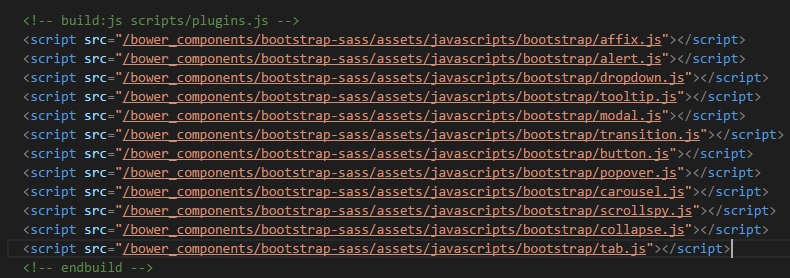 <!-- build:js scripts/plugins.js -->
<script src="/bower_components/bootstrap-sass/assets/javascripts/bootstrap/affix.js"></script>
<script src="/bower_components/bootstrap-sass/assets/javascripts/bootstrap/alert.js"></script>
<script src="/bower_components/bootstrap-sass/assets/javascripts/bootstrap/dropdown.js"></script>
<script src="/bower_components/bootstrap-sass/assets/javascripts/bootstrap/tooltip.js"></script>
<script src="/bower_components/bootstrap-sass/assets/javascripts/bootstrap/modal.js"></script>
<script src="/bower_components/bootstrap-sass/assets/javascripts/bootstrap/transition.js"></script>
<script src="/bower_components/bootstrap-sass/assets/javascripts/bootstrap/button.js"></script>
<script src="/bower_components/bootstrap-sass/assets/javascripts/bootstrap/popover.js"></script>
<script src="/bower_components/bootstrap-sass/assets/javascripts/bootstrap/carousel.js"></script>
<script src="/bower_components/bootstrap-sass/assets/javascripts/bootstrap/scrollspy.js"></script>
<script src="/bower_components/bootstrap-sass/assets/javascripts/bootstrap/collapse.js"></script>
<script src="/bower_components/bootstrap-sass/assets/javascripts/bootstrap/tab.js"></script>
<!-- endbuild -->